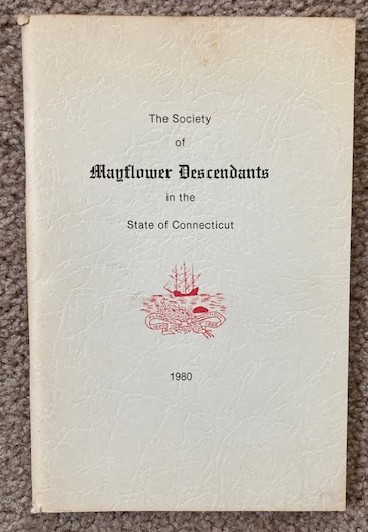 The Society
of
Mayflower Descendants
in the
State of Connecticut
1980